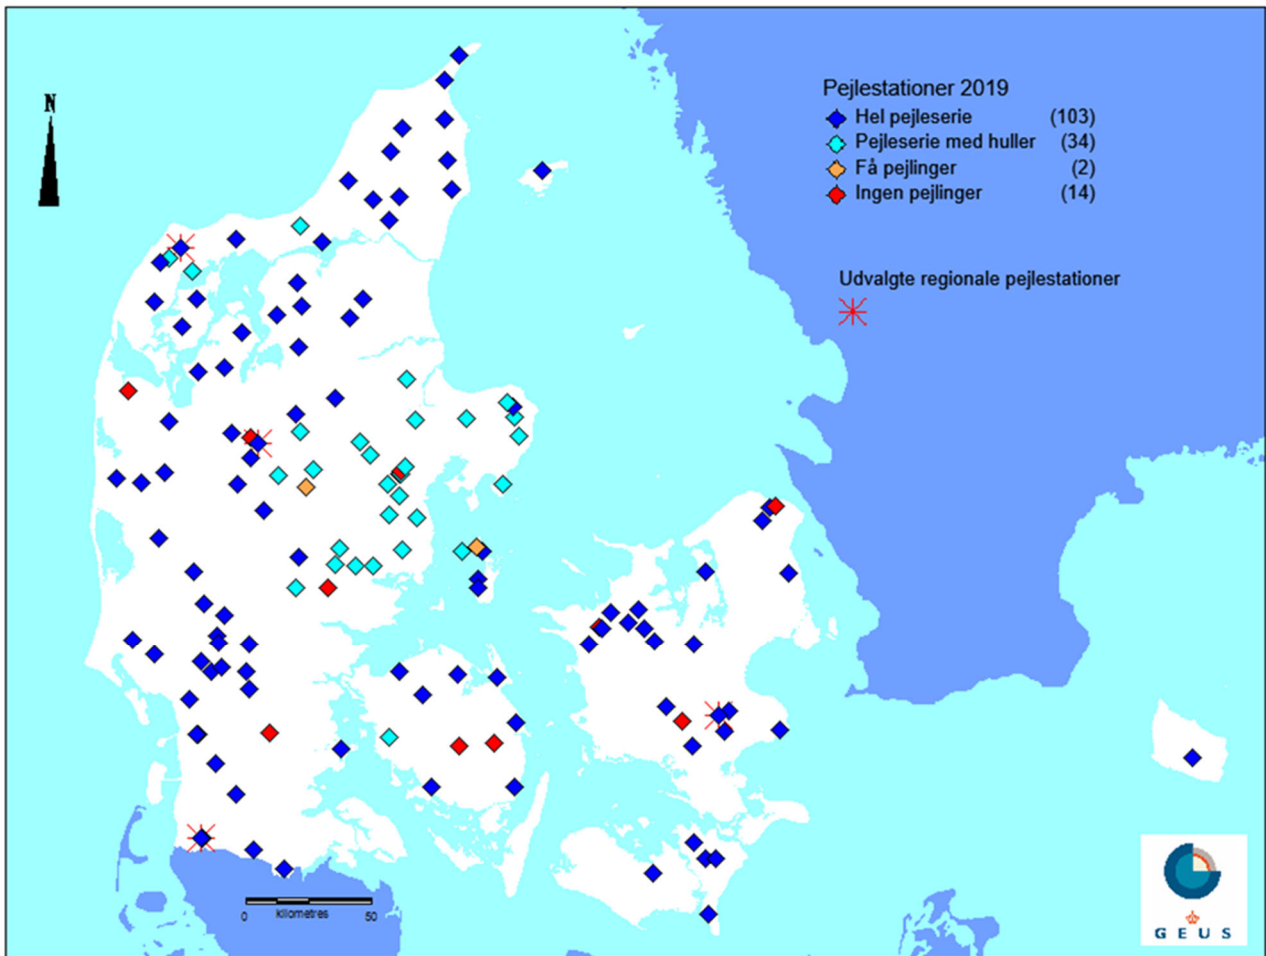 N
Pejlestationer 2019
Hel pejleserie (103)
Pejleserie med huller (34)
Få pejlinger (2)
Ingen pejlinger (14)
Udvalgte regionale pejlestationer
0 kilometres 50
G E U S